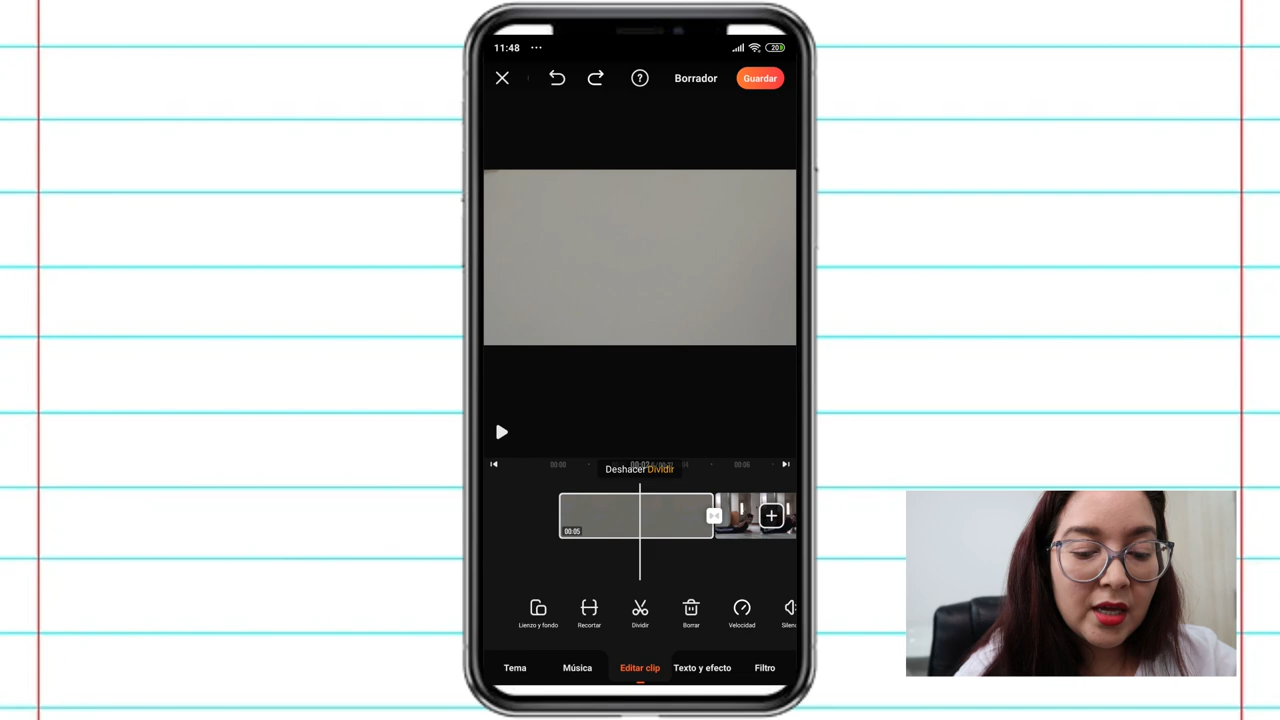 11:48
20
Borrador
Guardar
Deshacer Dividir
00:00
00:06
00:05
Lienzo y fondo
Recortar
Dividir
Borrar
Velocidad
Tema
Música
Editar clip
Texto y efecto
Filtro